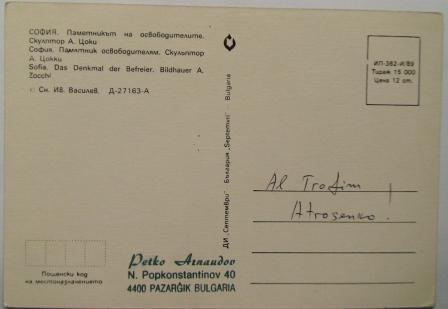 СОФИЯ. Паметникът на освободителите.
Скулптор А. Цоки
София. Памятник освободителям. Скульптор
А. Цокки
Sofia. Das Denkmal der Befreier. Bildhauer A.
Zocchi
© Сн. Ив. Василев, Д-27163-А
ДИ „Септември" България „Septemvri" Bulgaria
ИП-362-И/89
Тираж 15 000
Цена 12 ст.
Al Trofim
Atrosenko!
Пощенски код
на местоназначението
Petko Arnaudov
N. Popkonstantinov 40
4400 PAZARĞIK BULGARIA